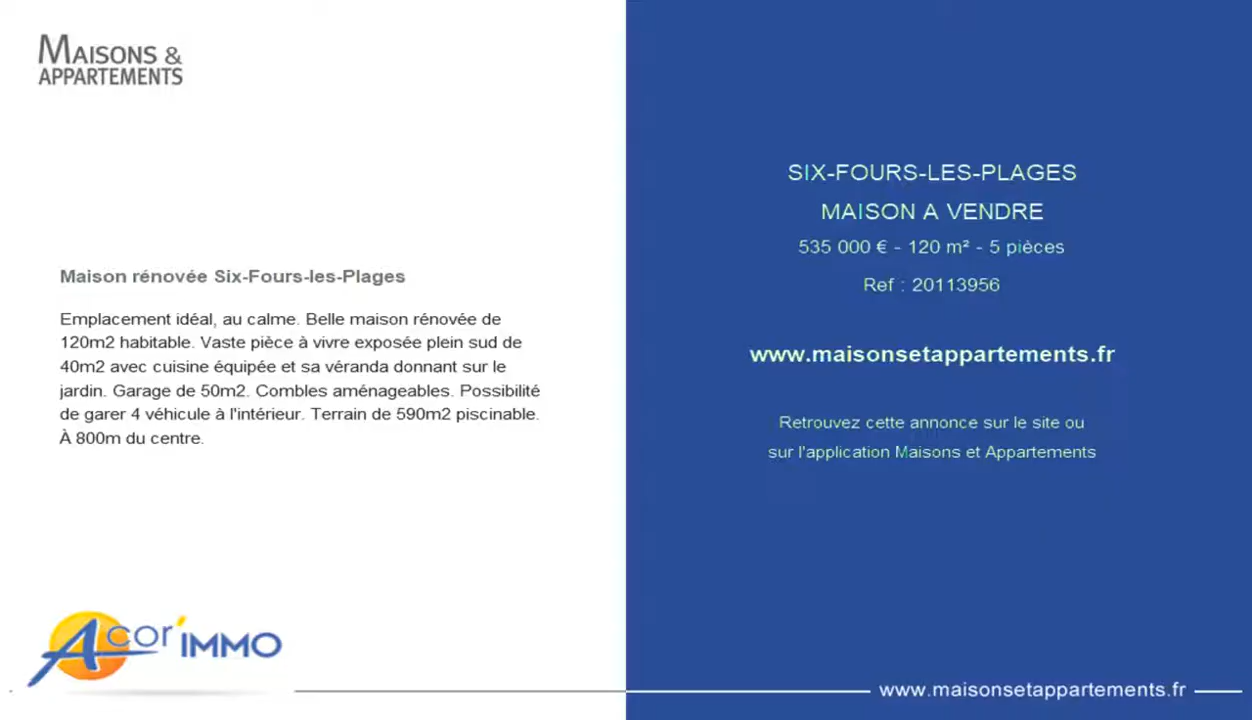 MAISONS &
APPARTEMENTS
Maison rénovée Six-Fours-les-Plages
Emplacement idéal, au calme. Belle maison rénovée de
120m2 habitable. Vaste pièce à vivre exposée plein sud de
40m2 avec cuisine équipée et sa véranda donnant sur le
jardin. Garage de 50m2. Combles aménageables. Possibilité
de garer 4 véhicule à l'intérieur. Terrain de 590m2 piscinable.
À 800m du centre.
Acor'IMMO
SIX-FOURS-LES-PLAGES
MAISON A VENDRE
535 000 € - 120 m² - 5 pièces
Ref : 20113956
www.maisonsetappartements.fr
Retrouvez cette annonce sur le site ou
sur l'application Maisons et Appartements
www.maisonsetappartements.fr